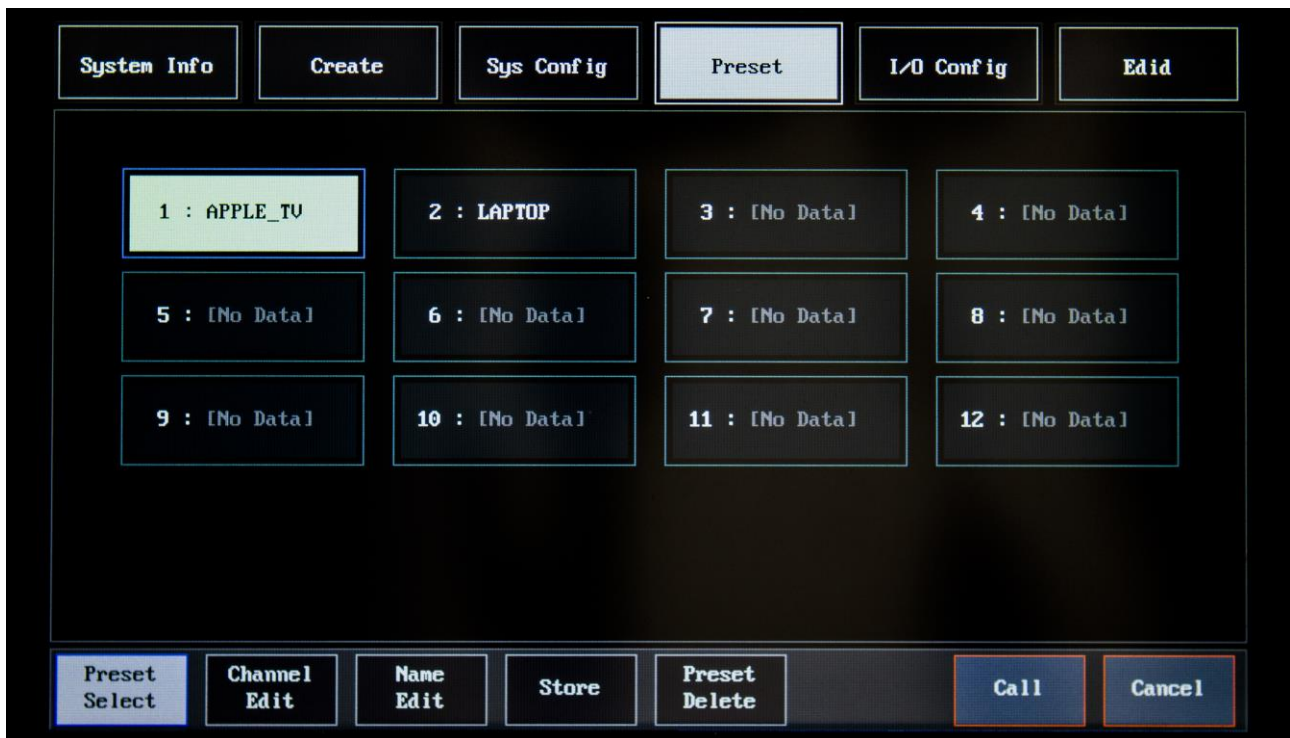 System Info
Create
Sys Config
Preset
I/O Config
Edid
1 : APPLE_TV
2 : LAPTOP
3 : [No Data]
4 : [No Data]
5 : [No Data]
6 : [No Data]
7 : [No Data]
8 : [No Data]
9 : [No Data]
10 : [No Data]
11 : [No Data]
12 : [No Data]
Preset
Select
Channel
Edit
Name
Edit
Store
Preset
Delete
Call
Cancel